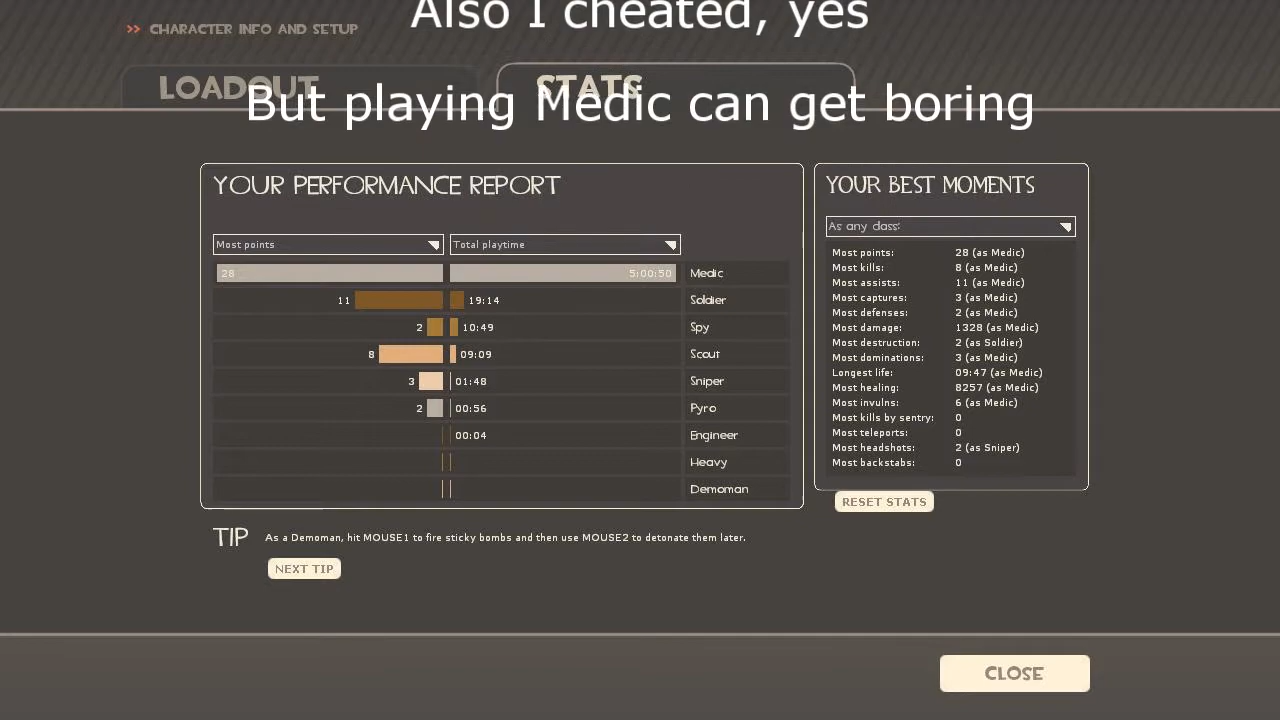 Also I cheated, yes
>> CHARACTER INFO AND SETUP
LOADOUT
STATS
But playing Medic can get boring
YOUR PERFORMANCE REPORT
Most points
Total playtime
28 5:00:50 Medic
11 19:14 Soldier
2 10:49 Spy
8 09:09 Scout
3 01:48 Sniper
2 00:56 Pyro
00:04 Engineer
Heavy
Demoman
YOUR BEST MOMENTS
As any class:
Most points: 28 (as Medic)
Most kills: 8 (as Medic)
Most assists: 11 (as Medic)
Most captures: 3 (as Medic)
Most defenses: 2 (as Medic)
Most damage: 1328 (as Medic)
Most destruction: 2 (as Soldier)
Most dominations: 3 (as Medic)
Longest life: 09:47 (as Medic)
Most healing: 8257 (as Medic)
Most invulns: 6 (as Medic)
Most kills by sentry: 0
Most teleports: 0
Most headshots: 2 (as Sniper)
Most backstabs: 0
RESET STATS
TIP As a Demoman, hit MOUSE1 to fire sticky bombs and then use MOUSE2 to detonate them later.
NEXT TIP
CLOSE